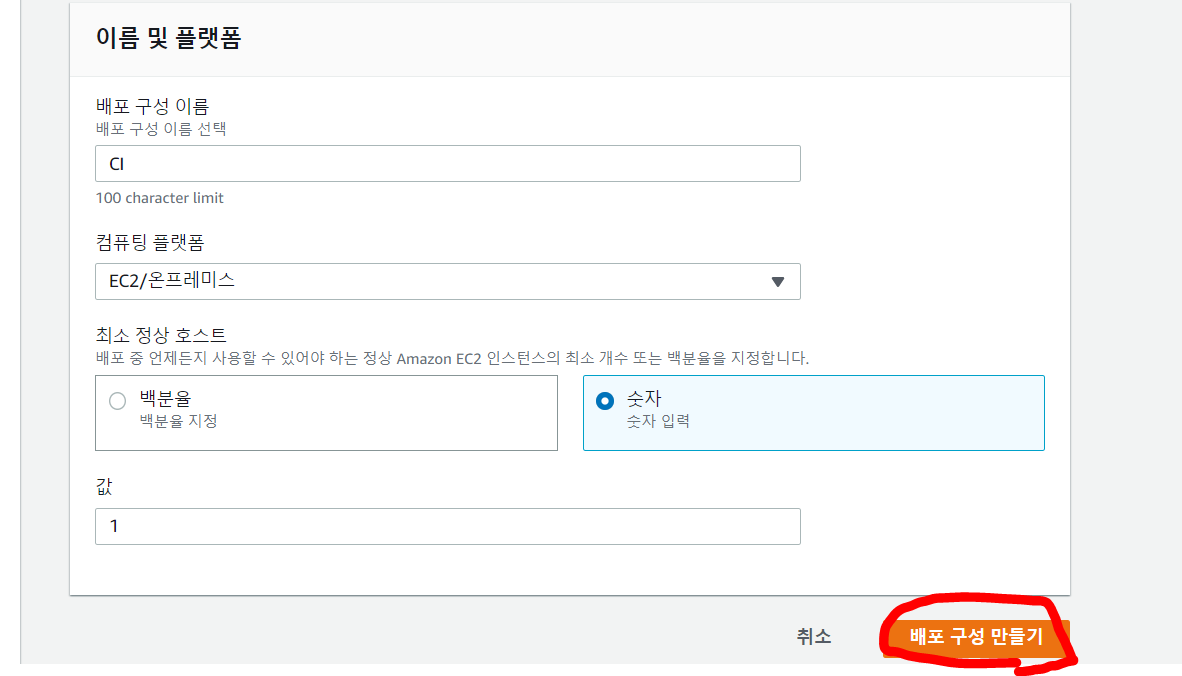 이름 및 플랫폼
배포 구성 이름
배포 구성 이름 선택
CI
100 character limit
컴퓨팅 플랫폼
EC2/온프레미스
최소 정상 호스트
배포 중 언제든지 사용할 수 있어야 하는 정상 Amazon EC2 인스턴스의 최소 개수 또는 백분율을 지정합니다.
백분율
백분율 지정
숫자
숫자 입력
값
1
취소
배포 구성 만들기